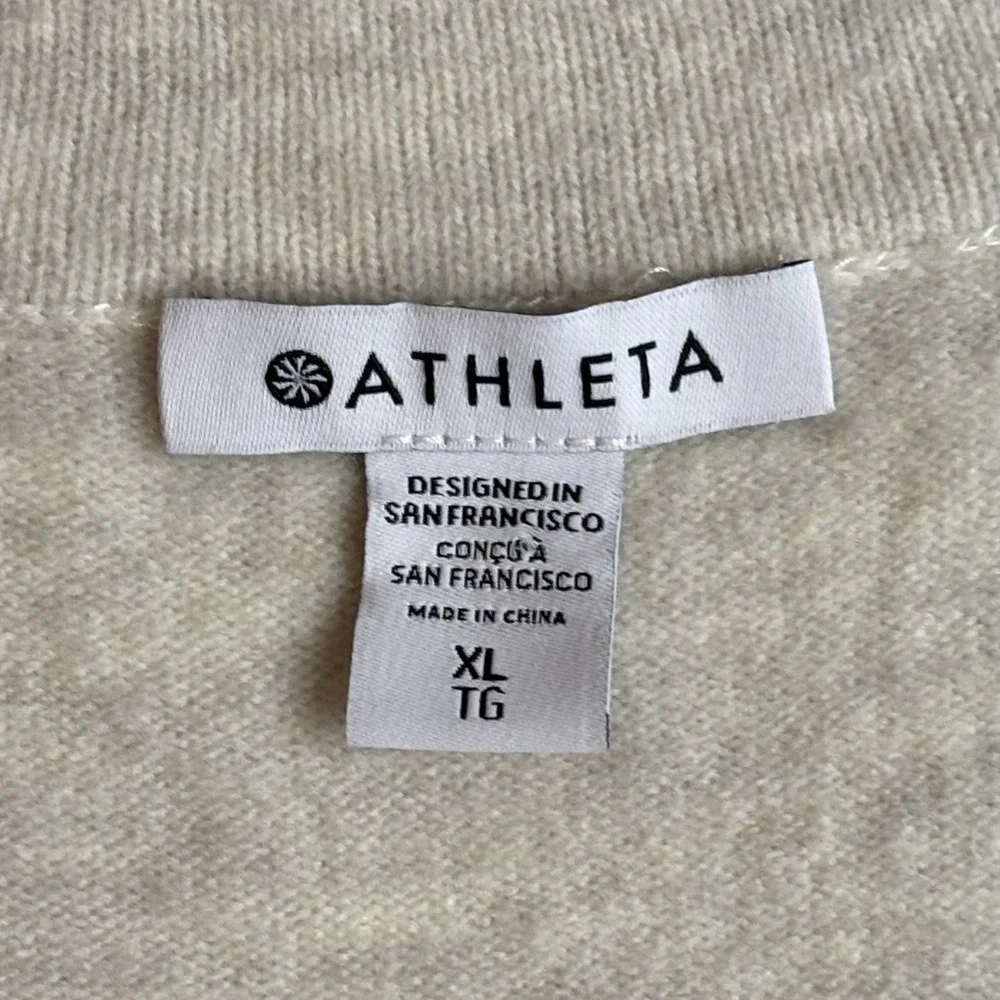 ATHLETA
DESIGNED IN
SAN FRANCISCO
CONÇU À
SAN FRANCISCO
MADE IN CHINA
XL
TG